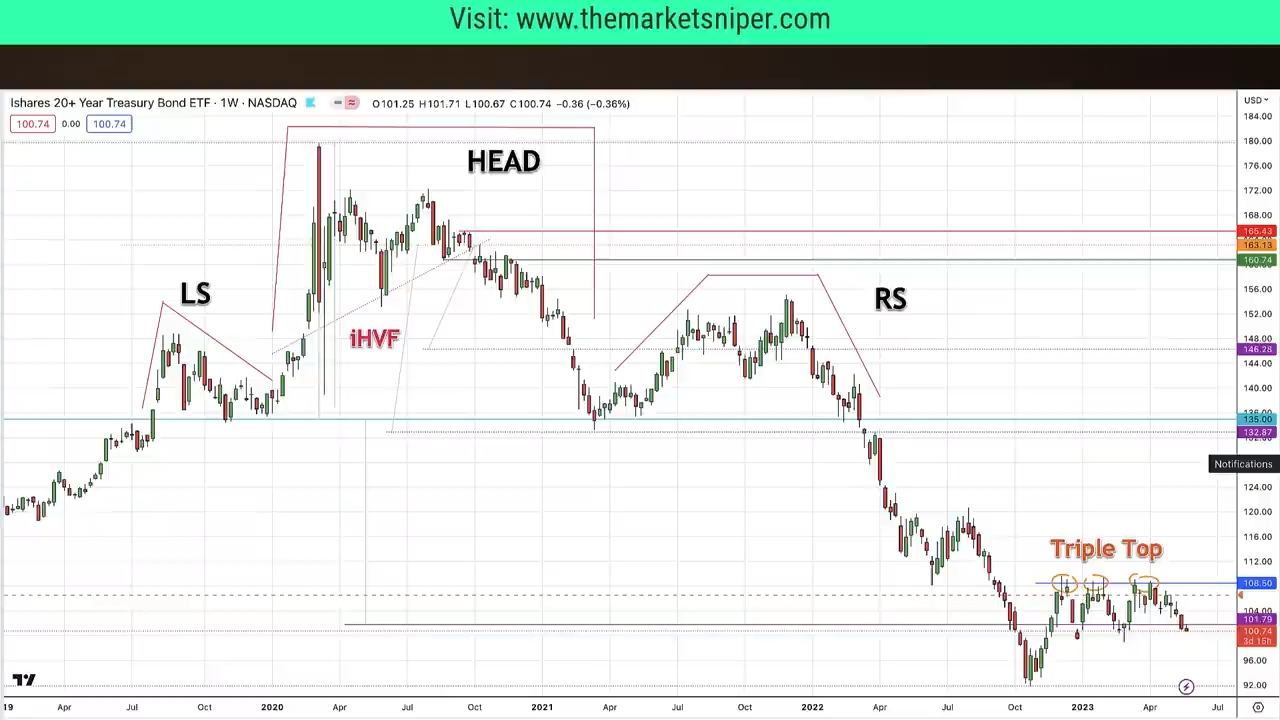 Visit: www.themarketsniper.com
Ishares 20+ Year Treasury Bond ETF · 1W · NASDAQ O101.25 H101.71 L100.67 C100.74 -0.36 (-0.36%)
USD
100.74 0.00 100.74
184.00
180.00
176.00
172.00
168.00
165.43
163.13
160.74
156.00
152.00
148.00
146.28
144.00
140.00
135.00
132.87
Notifications
124.00
120.00
116.00
112.00
108.50
104.00
101.79
100.74
3d 15h
96.00
92.00
HEAD
LS
RS
iHVF
Triple Top
19 Apr Jul Oct 2020 Apr Jul Oct 2021 Apr Jul Oct 2022 Apr Jul Oct 2023 Apr Jul